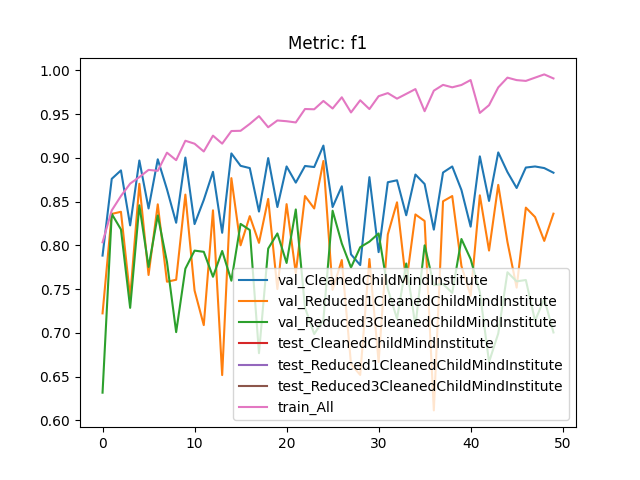 Metric: f1
1.00
0.95
0.90
0.85
0.80
0.75
0.70
0.65
0.60
val_CleanedChildMindInstitute
val_Reduced1CleanedChildMindInstitute
val_Reduced3CleanedChildMindInstitute
test_CleanedChildMindInstitute
test_Reduced1CleanedChildMindInstitute
test_Reduced3CleanedChildMindInstitute
train_All
0 10 20 30 40 50